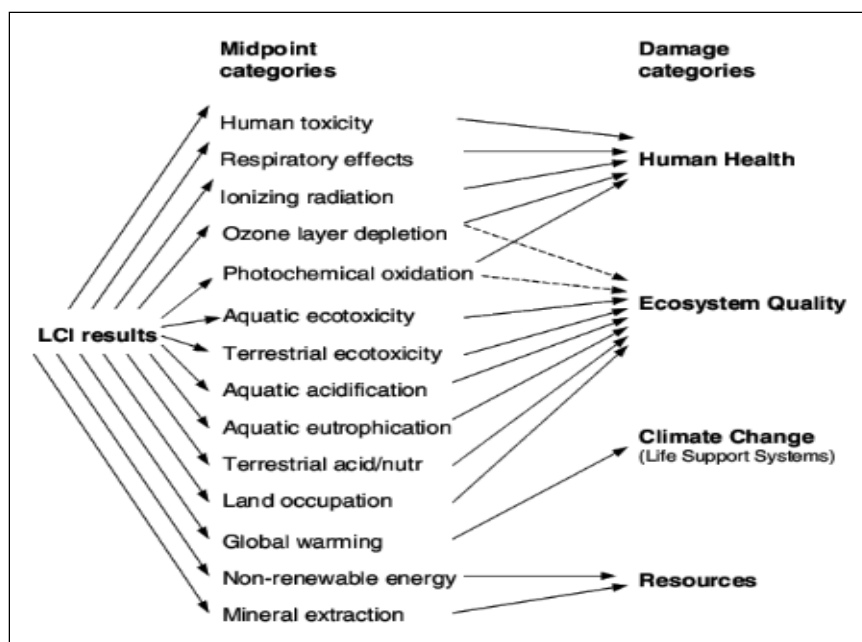 Midpoint
categories
Human toxicity
Respiratory effects
Ionizing radiation
Ozone layer depletion
Photochemical oxidation
LCI results
Aquatic ecotoxicity
Terrestrial ecotoxicity
Aquatic acidification
Aquatic eutrophication
Terrestrial acid/nutr
Land occupation
Global warming
Non-renewable energy
Mineral extraction
Damage
categories
Human Health
Ecosystem Quality
Climate Change
(Life Support Systems)
Resources